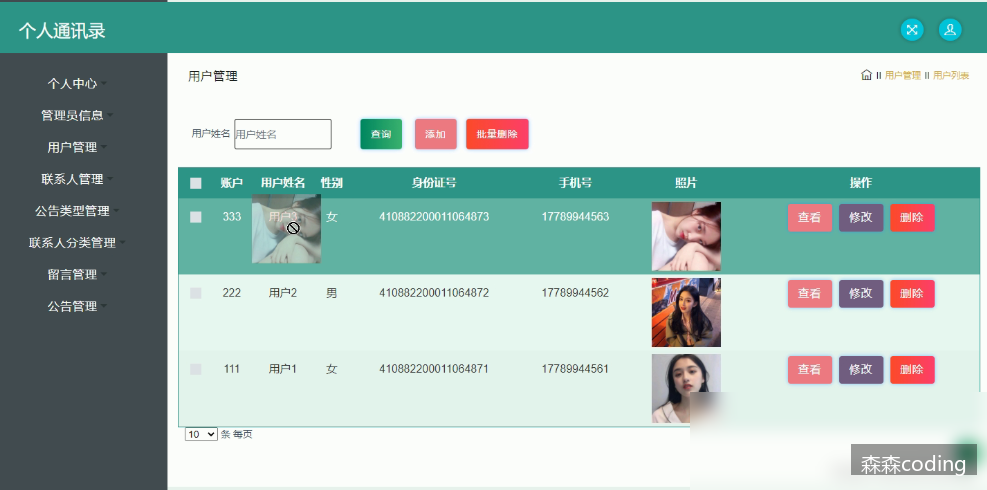 个人通讯录
个人中心
管理员信息
用户管理
联系人管理
公告类型管理
联系人分类管理
留言管理
公告管理
用户管理
II 用户管理 II 用户列表
用户姓名 用户姓名 查询 添加 批量删除
账户 用户姓名 性别 身份证号 手机号 照片 操作
333 用户3 女 410882200011064873 17789944563 查看 修改 删除
222 用户2 男 410882200011064872 17789944562 查看 修改 删除
111 用户1 女 410882200011064871 17789944561 查看 修改 删除
10 条 每页
森森coding